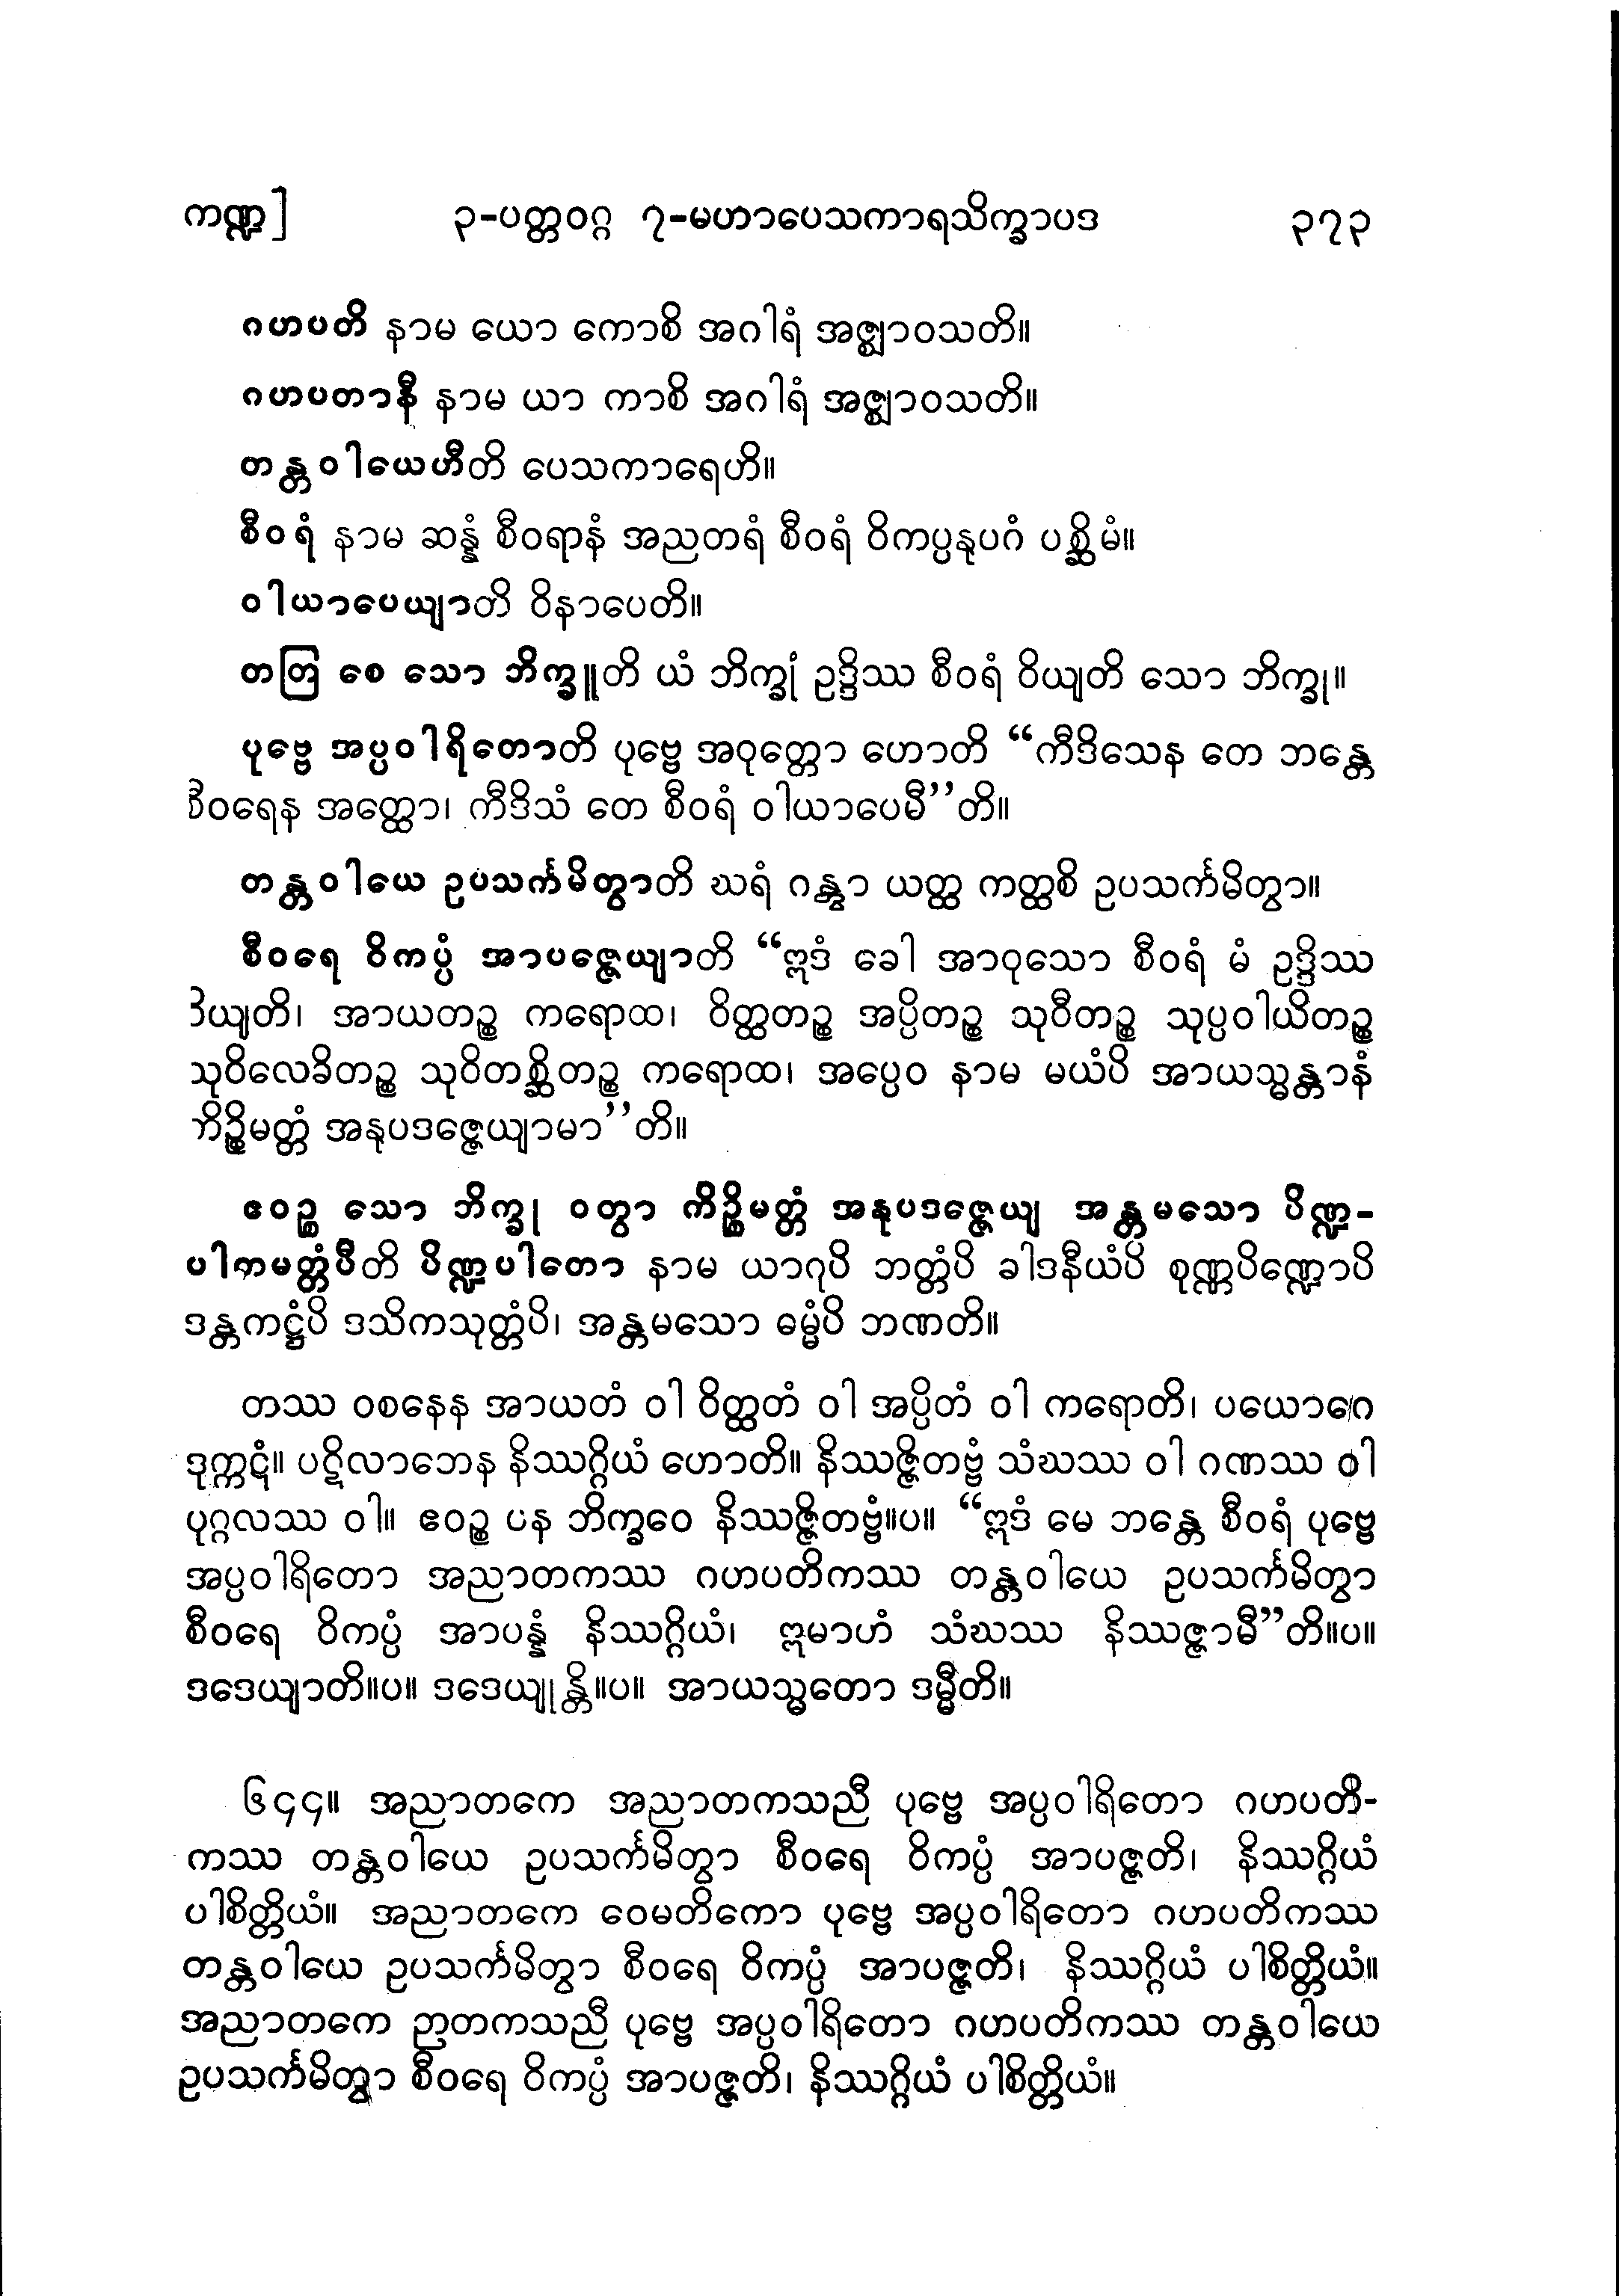 ကဏ္ဍ] ၃-ပတ္တဝဂ္ဂ ၇-မဟာပေသကာရသိက္ခာပဒ ၃၇၃
ဂဟပတိ နာမ ယော ကောစိ အဂါရံ အဇ္ဈာဝသတိ။
ဂဟပတာနီ နာမ ယာ ကာစိ အဂါရံ အဇ္ဈာဝသတိ။
တန္တဝါယေဟီတိ ပေသကာရေဟိ။
စီဝရံ နာမ ဆန္နံ စီဝရာနံ အညတရံ စီဝရံ ဝိကပ္ပနုပဂံ ပစ္ဆိမံ။
ဝါယာပေယျာတိ ဝိနာပေတိ။
တတြ စေ သော ဘိက္ခူတိ ယံ ဘိက္ခုံ ဥဒ္ဒိဿ စီဝရံ ဝိယျတိ သော ဘိက္ခု။
ပုဗ္ဗေ အပ္ပဝါရိတောတိ ပုဗ္ဗေ အဝုတ္တော ဟောတိ “ကီဒိသေန တေ ဘန္တေ
စီဝရေန အတ္ထော၊ ကီဒိသံ တေ စီဝရံ ဝါယာပေမီ’’တိ။
တန္တဝါယေ ဥပသင်္ကမိတွာတိ ဃရံ ဂန္တွာ ယတ္ထ ကတ္ထစိ ဥပသင်္ကမိတွာ။
စီဝရေ ဝိကပ္ပံ အာပဇ္ဇေယျာတိ “ဣဒံ ခေါ အာဝုသော စီဝရံ မံ ဥဒ္ဒိဿ
ဝိယျတိ၊ အာယတဉ္စ ကရောထ၊ ဝိတ္ထတဉ္စ အပ္ပိတဉ္စ သုဝီတဉ္စ သုပ္ပဝါယိတဉ္စ
သုဝိလေခိတဉ္စ သုဝိတစ္ဆိတဉ္စ ကရောထ၊ အပ္ပေဝ နာမ မယံပိ အာယသ္မန္တာနံ
ကိဉ္စိမတ္တံ အနုပဒဇ္ဇေယျာမာ’’တိ။
ဧဝဉ္စ သော ဘိက္ခု ဝတွာ ကိဉ္စိမတ္တံ အနုပဒဇ္ဇေယျ အန္တမသော ပိဏ္ဍ-
ပါတမတ္တံပီတိ ပိဏ္ဍပါတော နာမ ယာဂုပိ ဘတ္တံပိ ခါဒနီယံပိ စုဏ္ဏပိဏ္ဍောပိ
ဒန္တကဋ္ဌံပိ ဒသိကသုတ္တံပိ၊ အန္တမသော ဓမ္မံပိ ဘဏတိ။
တဿ ဝစနေန အာယတံ ဝါ ဝိတ္ထတံ ဝါ အပ္ပိတံ ဝါ ကရောတိ၊ ပယောဂေ
ဒုက္ကဋံ။ ပဋိလာဘေန နိဿဂ္ဂိယံ ဟောတိ။ နိဿဇ္ဇိတဗ္ဗံ သံဃဿ ဝါ ဂဏဿ ဝါ
ပုဂ္ဂလဿ ဝါ။ ဧဝဉ္စ ပန ဘိက္ခဝေ နိဿဇ္ဇိတဗ္ဗံ။ပ။ “ဣဒံ မေ ဘန္တေ စီဝရံ ပုဗ္ဗေ
အပ္ပဝါရိတော အညာတကဿ ဂဟပတိကဿ တန္တဝါယေ ဥပသင်္ကမိတွာ
စီဝရေ ဝိကပ္ပံ အာပန္နံ နိဿဂ္ဂိယံ၊ ဣမာဟံ သံဃဿ နိဿဇ္ဇာမီ”တိ။ပ။
ဒဒေယျာတိ။ပ။ ဒဒေယျုန္တိ။ပ။ အာယသ္မတော ဒမ္မီတိ။
၆၄၄။ အညာတကေ အညာတကသညီ ပုဗ္ဗေ အပ္ပဝါရိတော ဂဟပတိ-
ကဿ တန္တဝါယေ ဥပသင်္ကမိတွာ စီဝရေ ဝိကပ္ပံ အာပဇ္ဇတိ၊ နိဿဂ္ဂိယံ
ပါစိတ္တိယံ။ အညာတကေ ဝေမတိကော ပုဗ္ဗေ အပ္ပဝါရိတော ဂဟပတိကဿ
တန္တဝါယေ ဥပသင်္ကမိတွာ စီဝရေ ဝိကပ္ပံ အာပဇ္ဇတိ၊ နိဿဂ္ဂိယံ ပါစိတ္တိယံ။
အညာတကေ ဉာတကသညီ ပုဗ္ဗေ အပ္ပဝါရိတော ဂဟပတိကဿ တန္တဝါယေ
ဥပသင်္ကမိတွာ စီဝရေ ဝိကပ္ပံ အာပဇ္ဇတိ၊ နိဿဂ္ဂိယံ ပါစိတ္တိယံ။